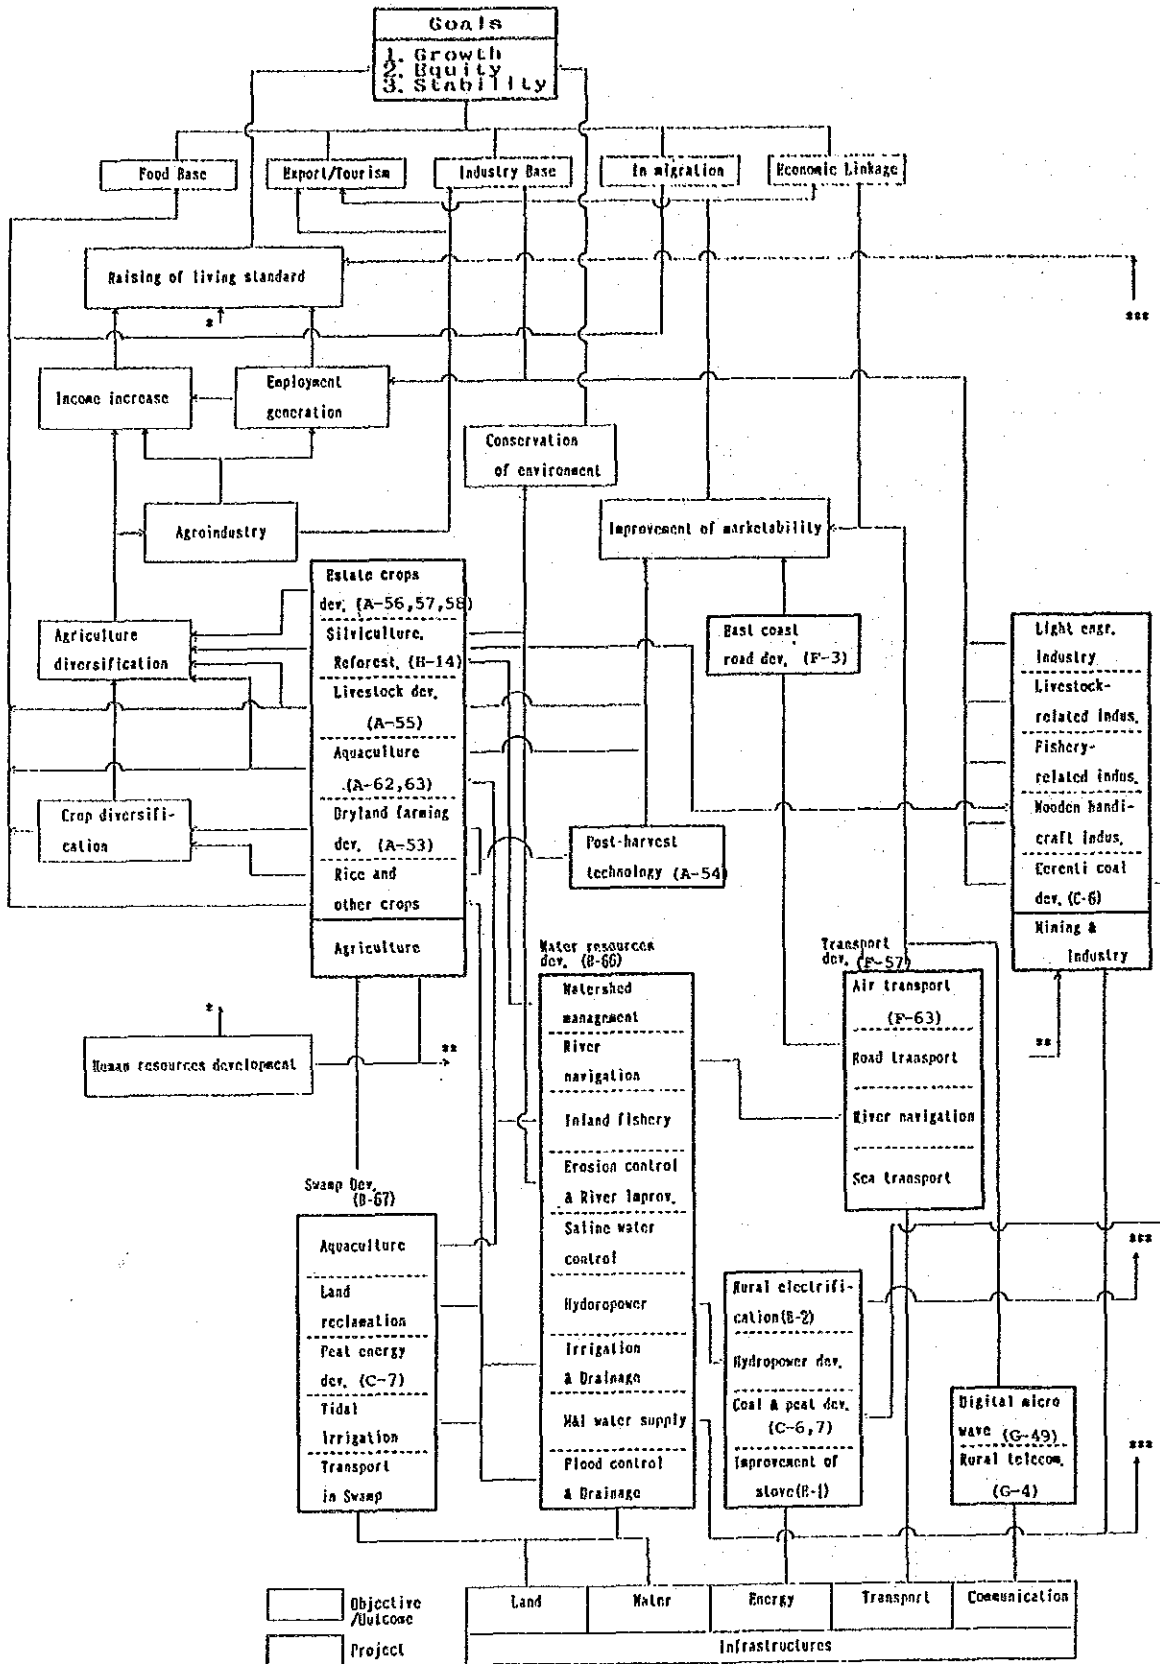 Goals
1. Growth
2. Equity
3. Stability
Food Base
Export/Tourism
Industry Base
In migration
Economic Linkage
Raising of living standard
*
***
Income increase
Employment
generation
Conservation
of environment
Agroindustry
Improvement of marketability
Estate crops
dev. (A-56,57,58)
Silviculture.
Reforest. (H-14)
Livestock dev.
(A-55)
Aquaculture
.(A-62,63)
Dryland farming
dev. (A-53)
Rice and
other crops
Agriculture
Agriculture
diversification
Crop diversifi-
cation
East coast
road dev. (F-3)
Post-harvest
technology (A-54)
Light engr.
Industry
Livestock-
related indus.
Fishery-
related indus.
Wooden handi-
craft indus.
Eerenti coal
dev. (C-6)
Mining &
Industry
*
**
Human resources development
Water resources
dev. (B-66)
Watershed
management
River
navigation
Inland fishery
Erosion control
& River Improv.
Saline water
control
Hydoropower
Irrigation
& Drainage
M&I water supply
Flood control
& Drainage
Transport
dev. (F-57)
Air transport
(F-63)
Road transport
River navigation
Sea transport
**
Swamp Dev.
(B-67)
Aquaculture
Land
reclamation
Peat energy
dev. (C-7)
Tidal
Irrigation
Transport
in Swamp
Rural electrifi-
cation(E-2)
Hydropower dev.
Coal & peat dev.
(C-6,7)
Improvement of
stove(E-1)
***
Digital micro
wave (G-49)
Rural telecom.
(G-4)
***
Land
Water
Energy
Transport
Communication
Infrastructures
Objective
/Outcome
Project